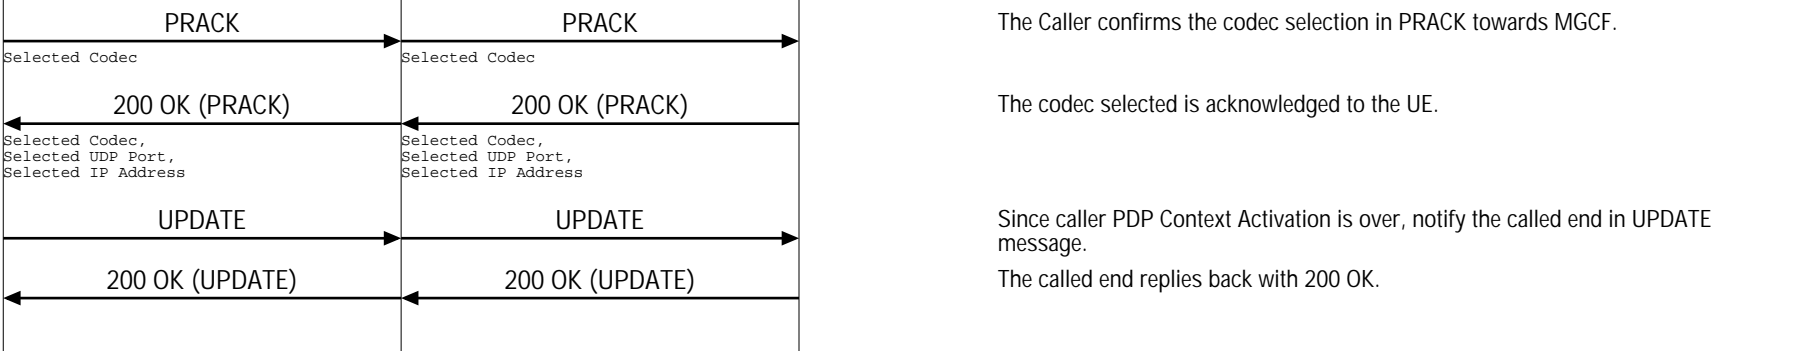 PRACK PRACK The Caller confirms the codec selection in PRACK towards MGCF.
Selected Codec Selected Codec
200 OK (PRACK) 200 OK (PRACK) The codec selected is acknowledged to the UE.
Selected Codec, Selected Codec,
Selected UDP Port, Selected UDP Port,
Selected IP Address Selected IP Address
UPDATE UPDATE Since caller PDP Context Activation is over, notify the called end in UPDATE
message.
200 OK (UPDATE) 200 OK (UPDATE) The called end replies back with 200 OK.